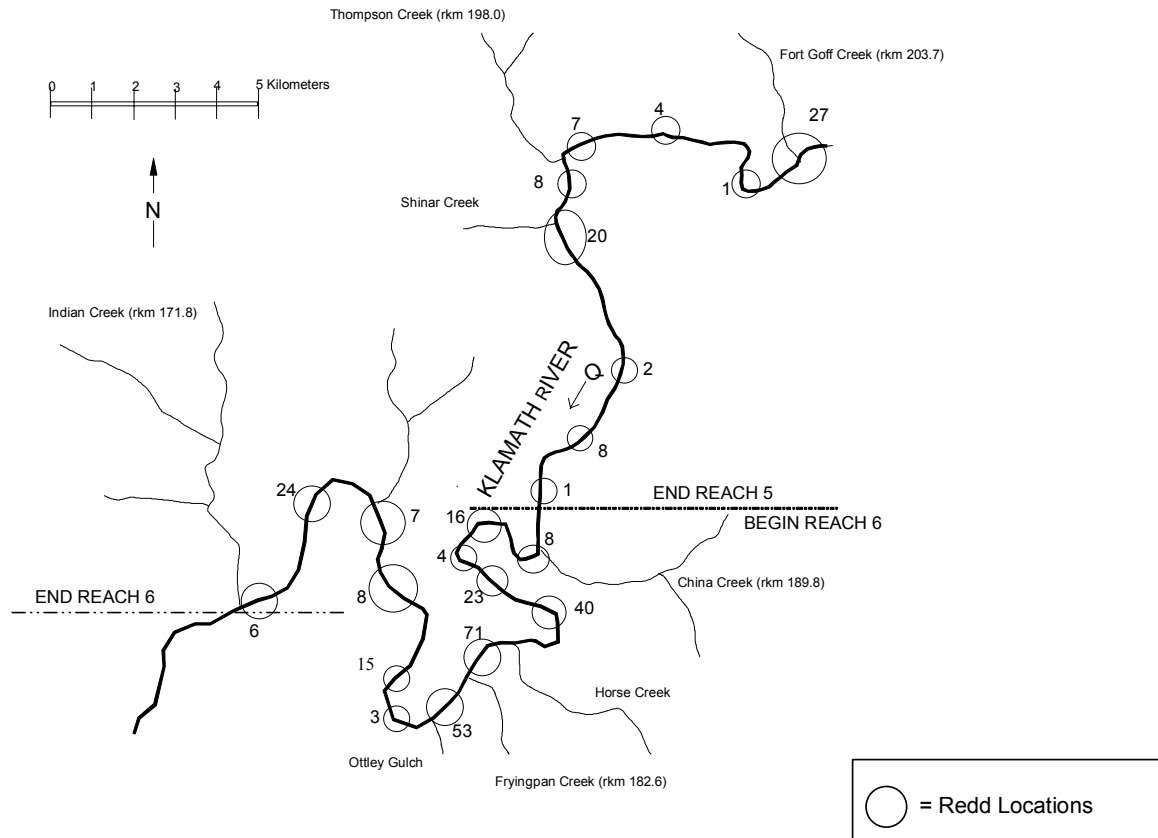 Thompson Creek (rkm 198.0)
Fort Goff Creek (rkm 203.7)
0 1 2 3 4 5 Kilometers
27
4
7
1
8
N
Shinar Creek
20
Indian Creek (rkm 171.8)
2
Q
KLAMATH RIVER
8
1
END REACH 5
24
7
16
BEGIN REACH 6
8
4
China Creek (rkm 189.8)
23
END REACH 6
8
40
6
71
15
Horse Creek
3
53
Ottley Gulch
Fryingpan Creek (rkm 182.6)
= Redd Locations